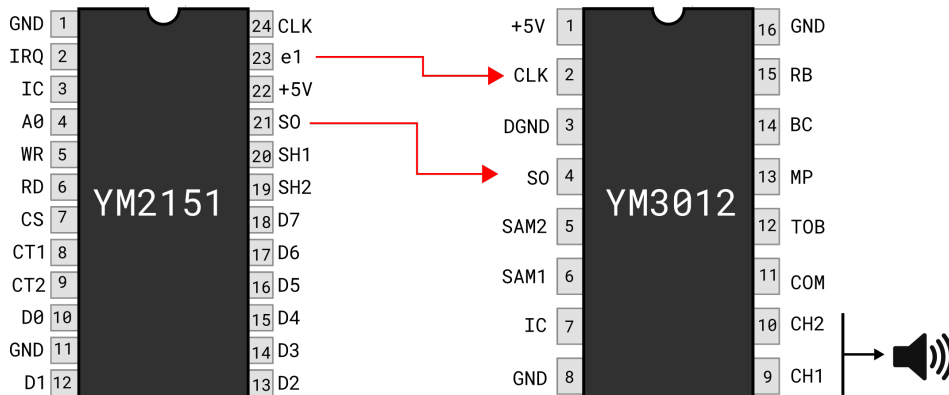 GND 1
IRQ 2
IC 3
A0 4
WR 5
RD 6
CS 7
CT1 8
CT2 9
D0 10
GND 11
D1 12
YM2151
24 CLK
23 e1
22 +5V
21 SO
20 SH1
19 SH2
18 D7
17 D6
16 D5
15 D4
14 D3
13 D2
+5V 1
CLK 2
DGND 3
SO 4
SAM2 5
SAM1 6
IC 7
GND 8
YM3012
16 GND
15 RB
14 BC
13 MP
12 TOB
11 COM
10 CH2
9 CH1